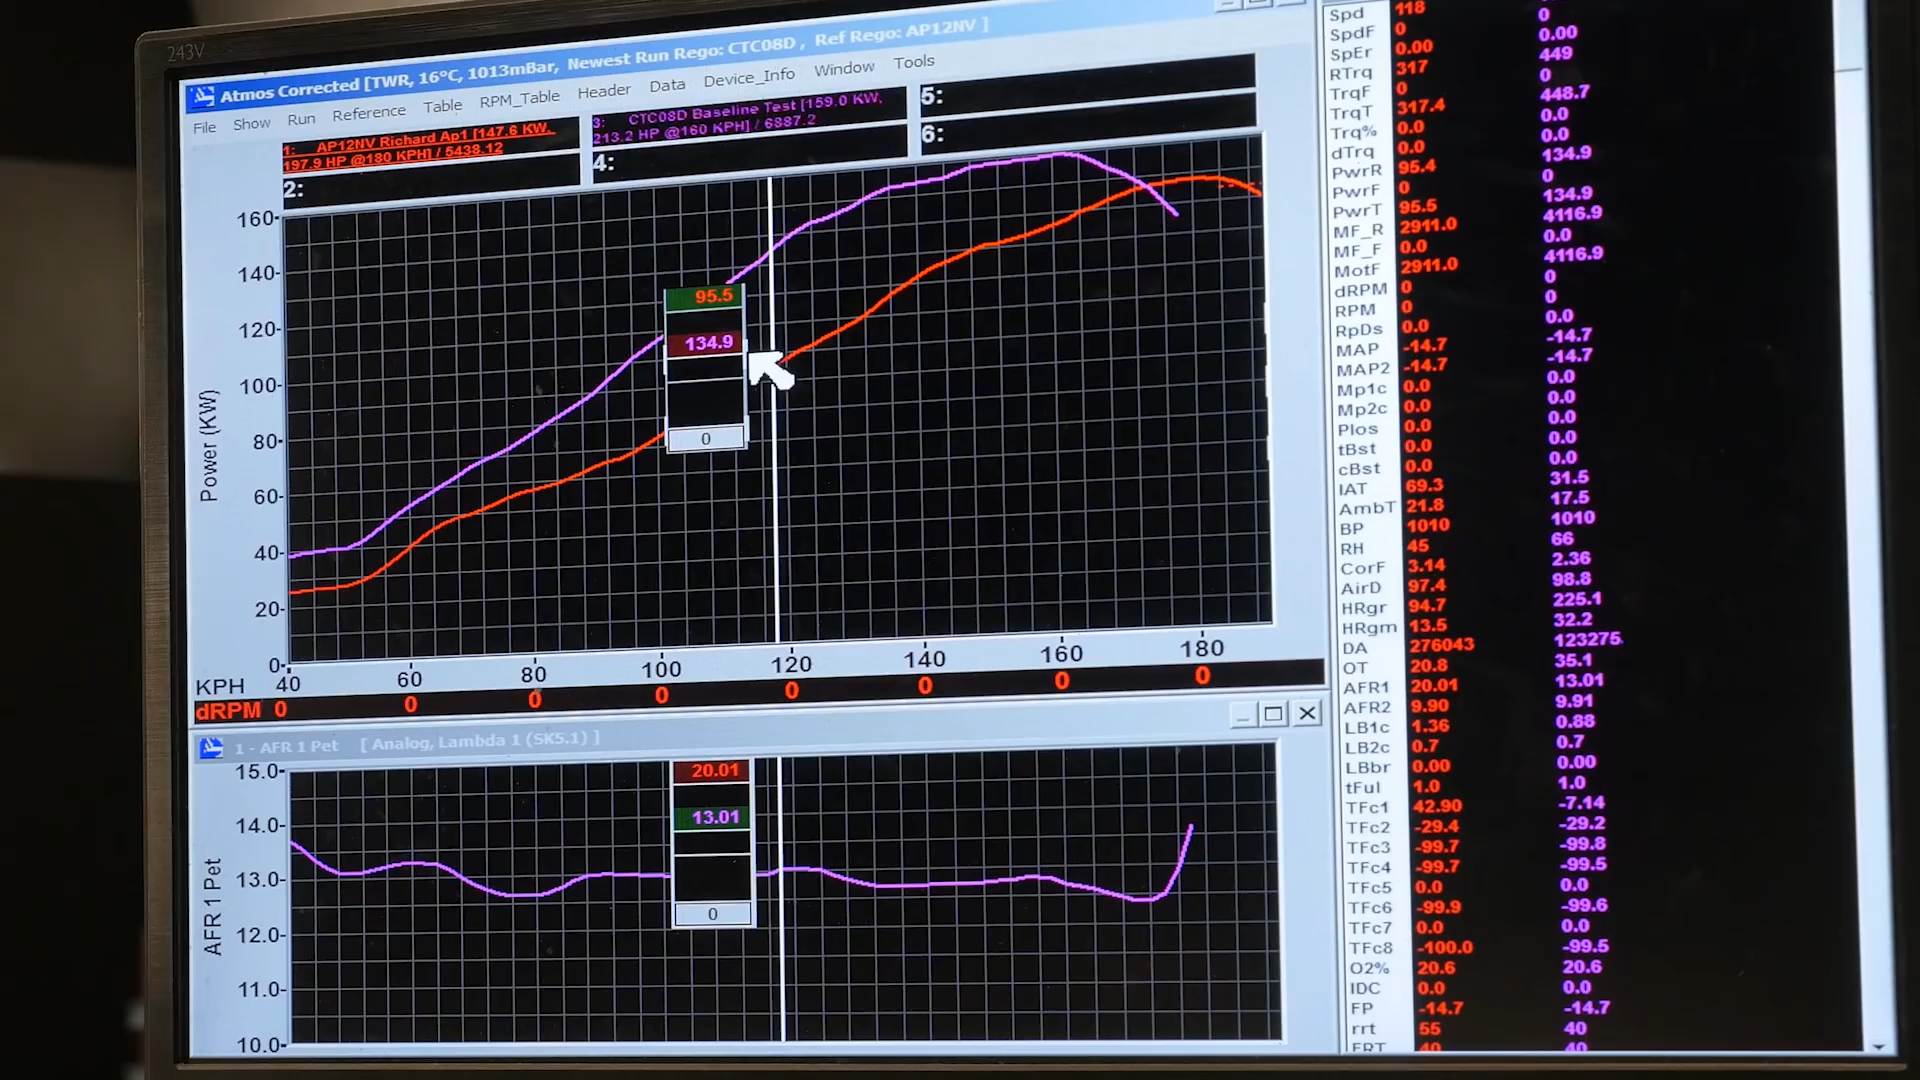 243V
Atmos Corrected [TWR, 16°C, 1013mBar, Newest Run Rego: CTC08D , Ref Rego: AP12NV ]
File Show Run Reference Table RPM_Table Header Data Device_Info Window Tools
1: AP12NV Richard Ap1 [147.6 KW,
197.9 HP @180 KPH] / 5438.12
2:
3: CTC08D Baseline Test [159.0 KW,
213.2 HP @160 KPH] / 6887.2
4:
5:
6:
Power (KW)
160
140
120
100
80
60
40
20
0
95.5
134.9
0
KPH 40 60 80 100 120 140 160 180
dRPM 0 0 0 0 0 0 0 0
1 - AFR 1 Pet [ Analog, Lambda 1 (SK5.1) ]
AFR 1 Pet
15.0
14.0
13.0
12.0
11.0
10.0
20.01
13.01
0
Spd 118 0
SpdF 0 0.00
SpEr 0.00 449
RTrq 317 0
TrqF 0 448.7
TrqT 317.4 0.0
Trq% 0.0 0.0
dTrq 0.0 134.9
PwrR 95.4 0
PwrF 0 134.9
PwrT 95.5 4116.9
MF_R 2911.0 0.0
MF_F 0.0 4116.9
MotF 2911.0 0
dRPM 0 0
RPM 0 0.0
RpDs 0.0 -14.7
MAP -14.7 -14.7
MAP2 -14.7 0.0
Mp1c 0.0 0.0
Mp2c 0.0 0.0
Plos 0.0 0.0
tBst 0.0 0.0
cBst 0.0 31.5
IAT 69.3 17.5
AmbT 21.8 1010
BP 1010 66
RH 45 2.36
CorF 3.14 98.8
AirD 97.4 225.1
HRgr 94.7 32.2
HRgm 13.5 123275
DA 276043 35.1
OT 20.8 13.01
AFR1 20.01 9.91
AFR2 9.90 0.88
LB1c 1.36 0.7
LB2c 0.7 0.00
LBbr 0.00 1.0
tFul 1.0 -7.14
TFc1 42.90 -29.2
TFc2 -29.4 -99.8
TFc3 -99.7 -99.5
TFc4 -99.7 0.0
TFc5 0.0 -99.6
TFc6 -99.9 0.0
TFc7 0.0 -99.5
TFc8 -100.0 20.6
O2% 20.6 0.0
IDC 0.0 -14.7
FP -14.7 40
rrt 55 40
FRT 40